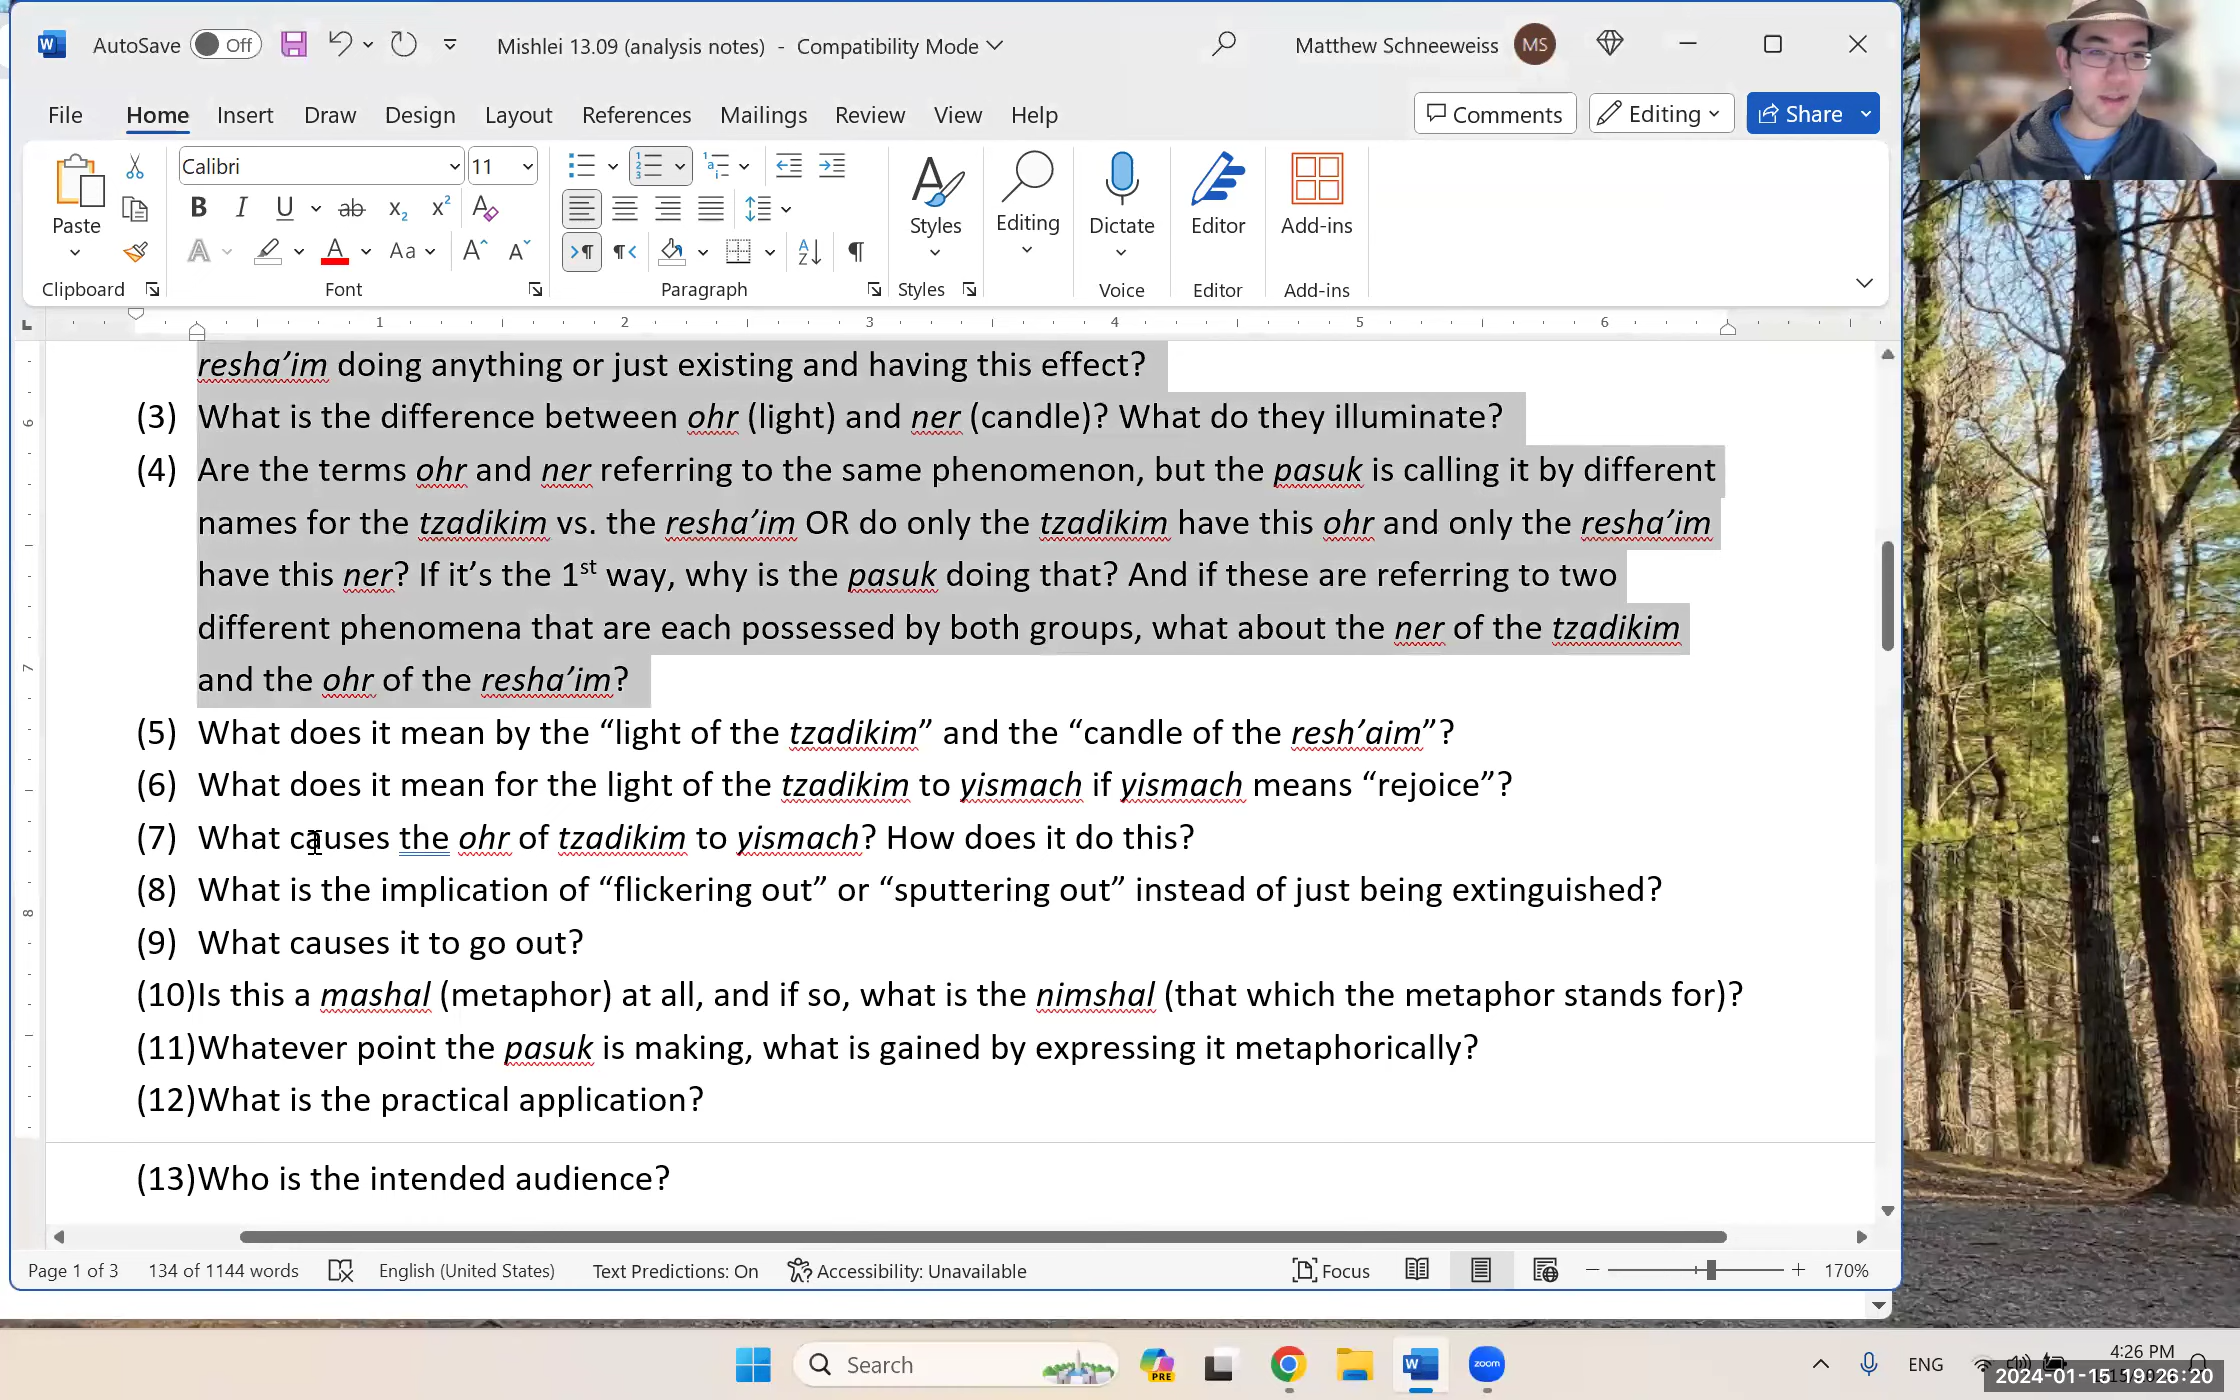 AutoSave Off Mishlei 13.09 (analysis notes) - Compatibility Mode Matthew Schneeweiss MS
File Home Insert Draw Design Layout References Mailings Review View Help Comments Editing Share
Calibri 11
Paste Styles Editing Dictate Editor Add-ins
Clipboard Font Paragraph Styles Voice Editor Add-ins
1 2 3 4 5 6
resha’im doing anything or just existing and having this effect?
(3) What is the difference between ohr (light) and ner (candle)? What do they illuminate?
(4) Are the terms ohr and ner referring to the same phenomenon, but the pasuk is calling it by different
names for the tzadikim vs. the resha’im OR do only the tzadikim have this ohr and only the resha’im
have this ner? If it’s the 1st way, why is the pasuk doing that? And if these are referring to two
different phenomena that are each possessed by both groups, what about the ner of the tzadikim
and the ohr of the resha’im?
(5) What does it mean by the “light of the tzadikim” and the “candle of the resh’aim”?
(6) What does it mean for the light of the tzadikim to yismach if yismach means “rejoice”?
(7) What causes the ohr of tzadikim to yismach? How does it do this?
(8) What is the implication of “flickering out” or “sputtering out” instead of just being extinguished?
(9) What causes it to go out?
(10)Is this a mashal (metaphor) at all, and if so, what is the nimshal (that which the metaphor stands for)?
(11)Whatever point the pasuk is making, what is gained by expressing it metaphorically?
(12)What is the practical application?
(13)Who is the intended audience?
Page 1 of 3 134 of 1144 words English (United States) Text Predictions: On Accessibility: Unavailable Focus 170%
Search PRE zoom ENG 4:26 PM
2024-01-15 19:26:20